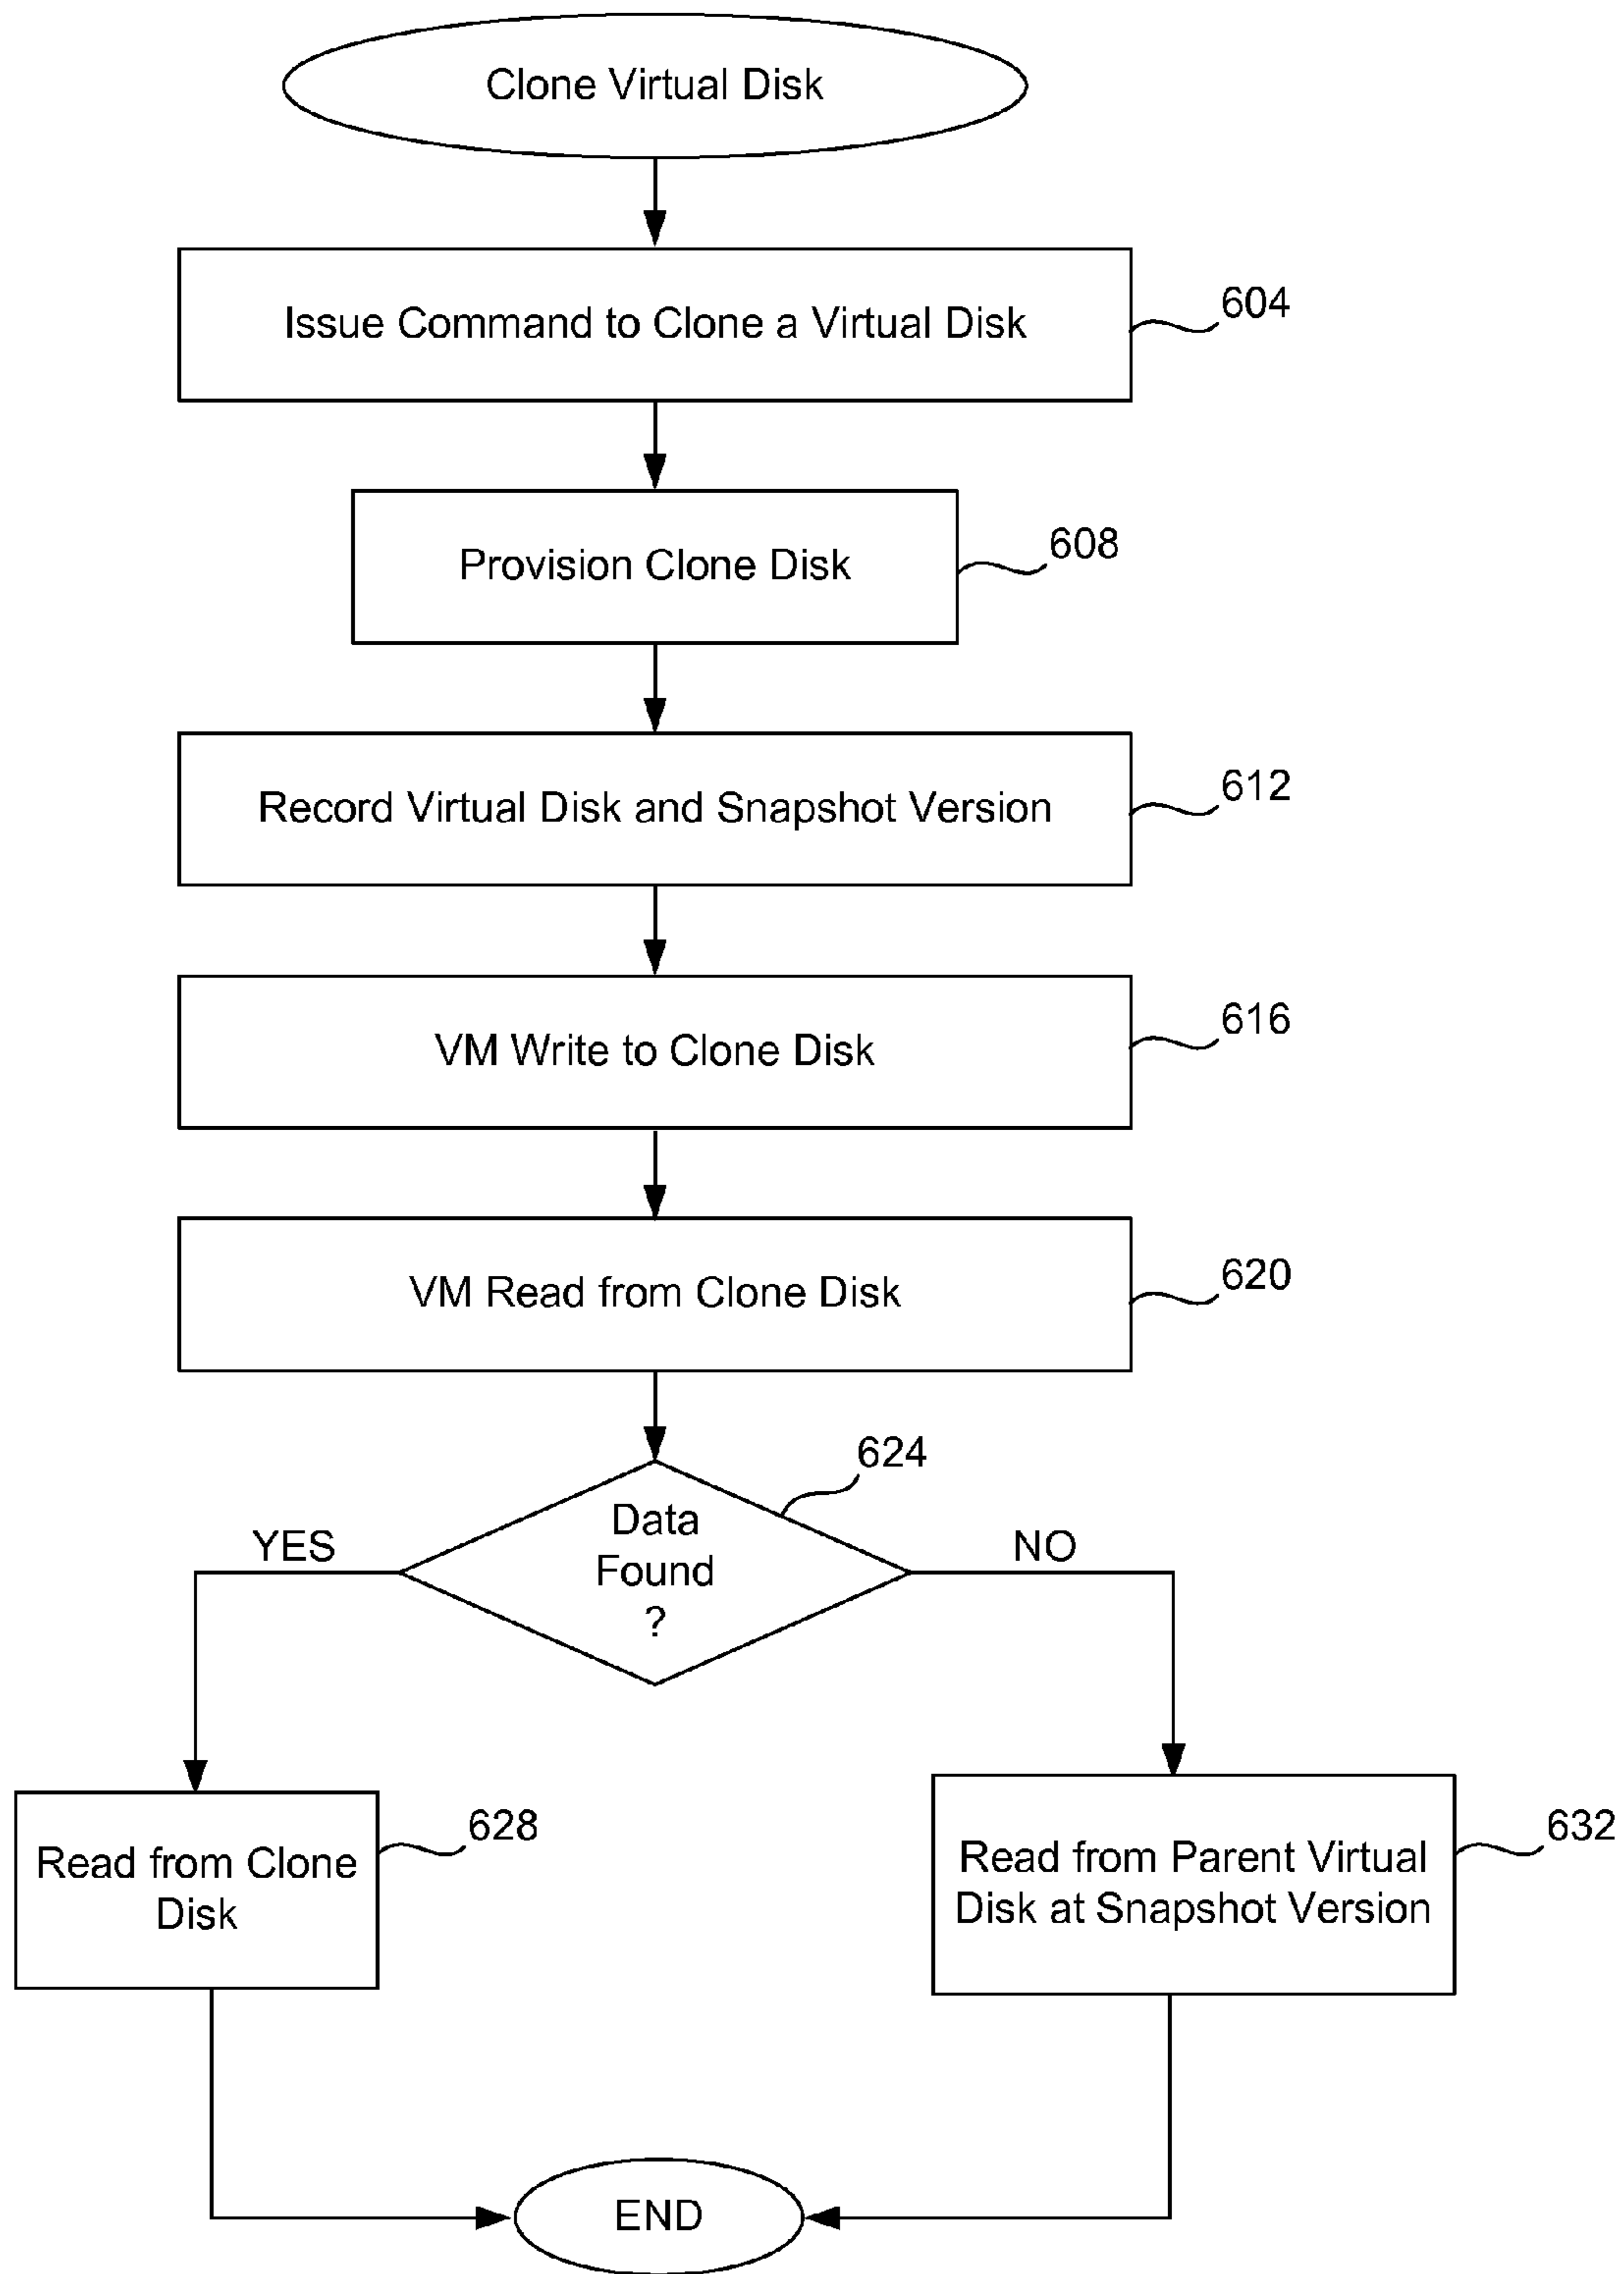 Clone Virtual Disk
Issue Command to Clone a Virtual Disk
604
Provision Clone Disk
608
Record Virtual Disk and Snapshot Version
612
VM Write to Clone Disk
616
VM Read from Clone Disk
620
624
Data
Found
?
YES
NO
Read from Clone
Disk
628
Read from Parent Virtual
Disk at Snapshot Version
632
END